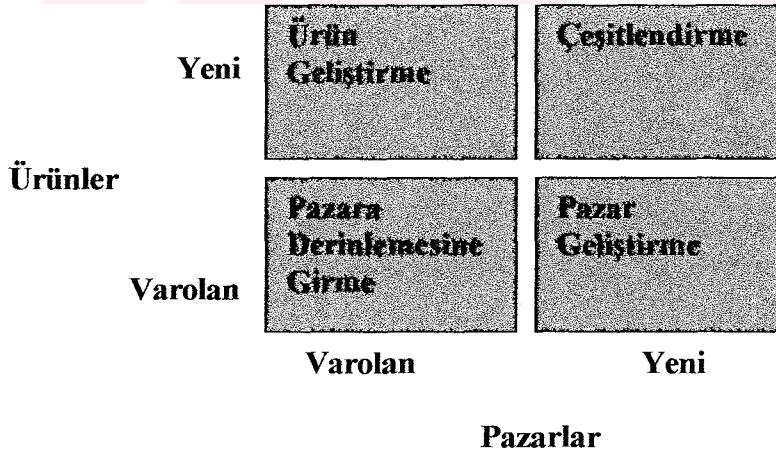 Yeni
Ürün
Geliştirme
Çeşitlendirme
Ürünler
Varolan
Pazara
Derinlemesine
Girme
Pazar
Geliştirme
Varolan
Yeni
Pazarlar